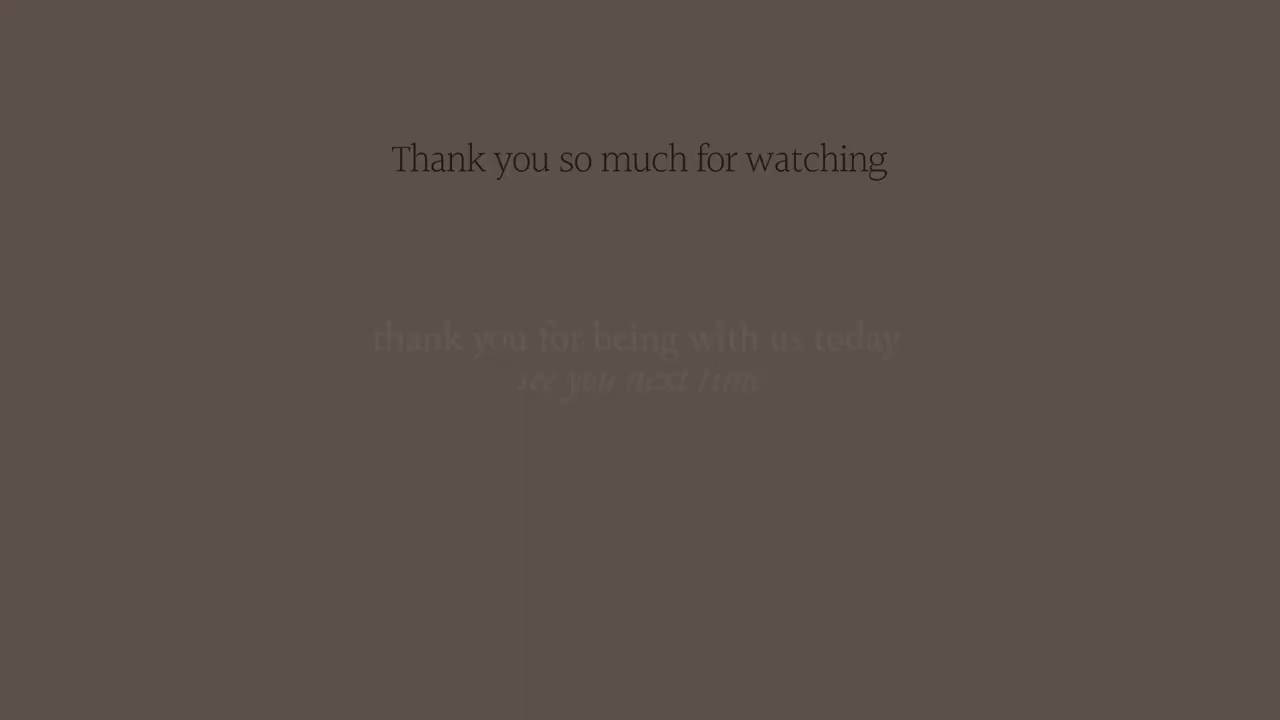 Thank you so much for watching
thank you for being with us today
see you next time